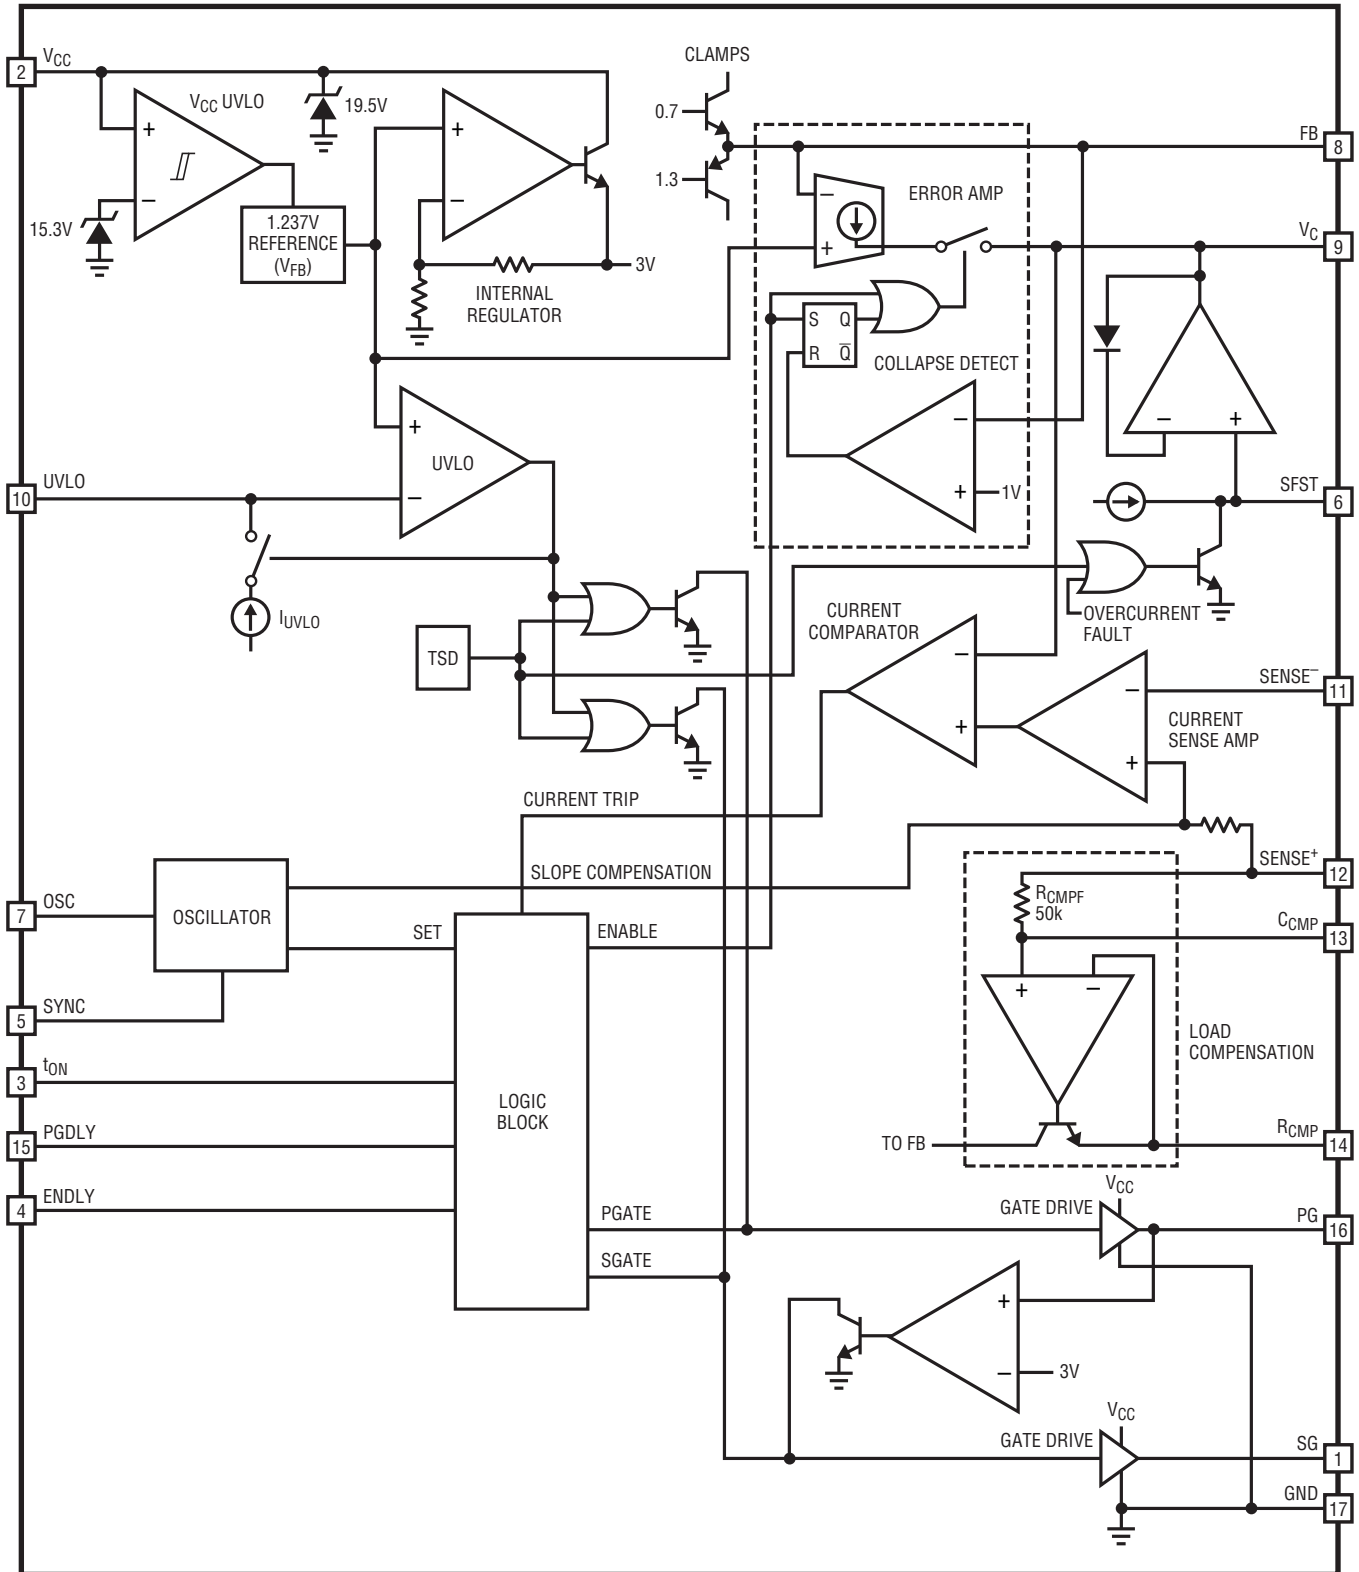 CLAMPS
2
VCC
VCC UVLO
19.5V
+
–
15.3V
1.237V
REFERENCE
(VFB)
+
–
3V
INTERNAL
REGULATOR
0.7
1.3
FB
8
ERROR AMP
–
+
VC
9
S
Q
R
Q̅
COLLAPSE DETECT
–
+
1V
–
+
SFST
6
+
UVLO
–
UVLO
10
IUVLO
TSD
OVERCURRENT
FAULT
CURRENT
COMPARATOR
–
+
SENSE–
11
–
+
CURRENT
SENSE AMP
CURRENT TRIP
SLOPE COMPENSATION
SENSE+
12
RCMPF
50k
CCMP
13
+
–
LOAD
COMPENSATION
TO FB
RCMP
14
7
OSC
OSCILLATOR
SET
ENABLE
5
SYNC
3
tON
15
PGDLY
4
ENDLY
LOGIC
BLOCK
PGATE
SGATE
VCC
GATE DRIVE
PG
16
+
–
3V
VCC
GATE DRIVE
SG
1
GND
17